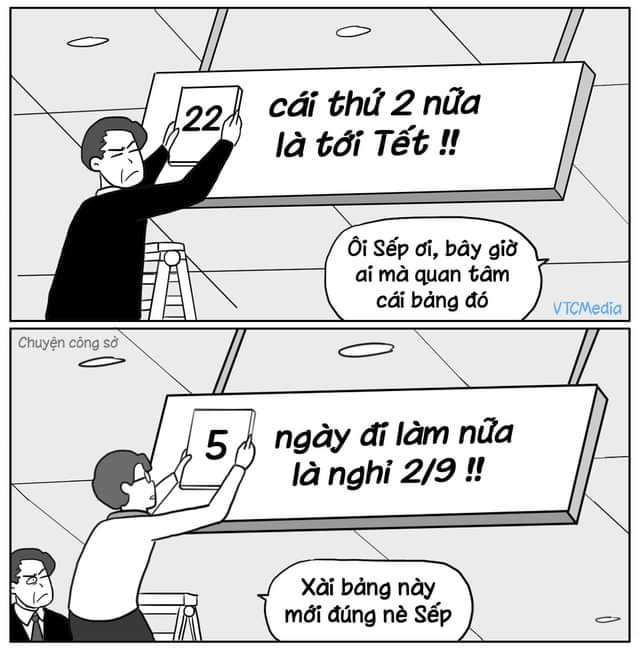 22
cái thứ 2 nữa
là tới Tết !!
Ôi Sếp ơi, bây giờ
ai mà quan tâm
cái bảng đó
VTCMedia
Chuyện công sở
5
ngày đi làm nữa
là nghỉ 2/9 !!
Xài bảng này
mới đúng nè Sếp